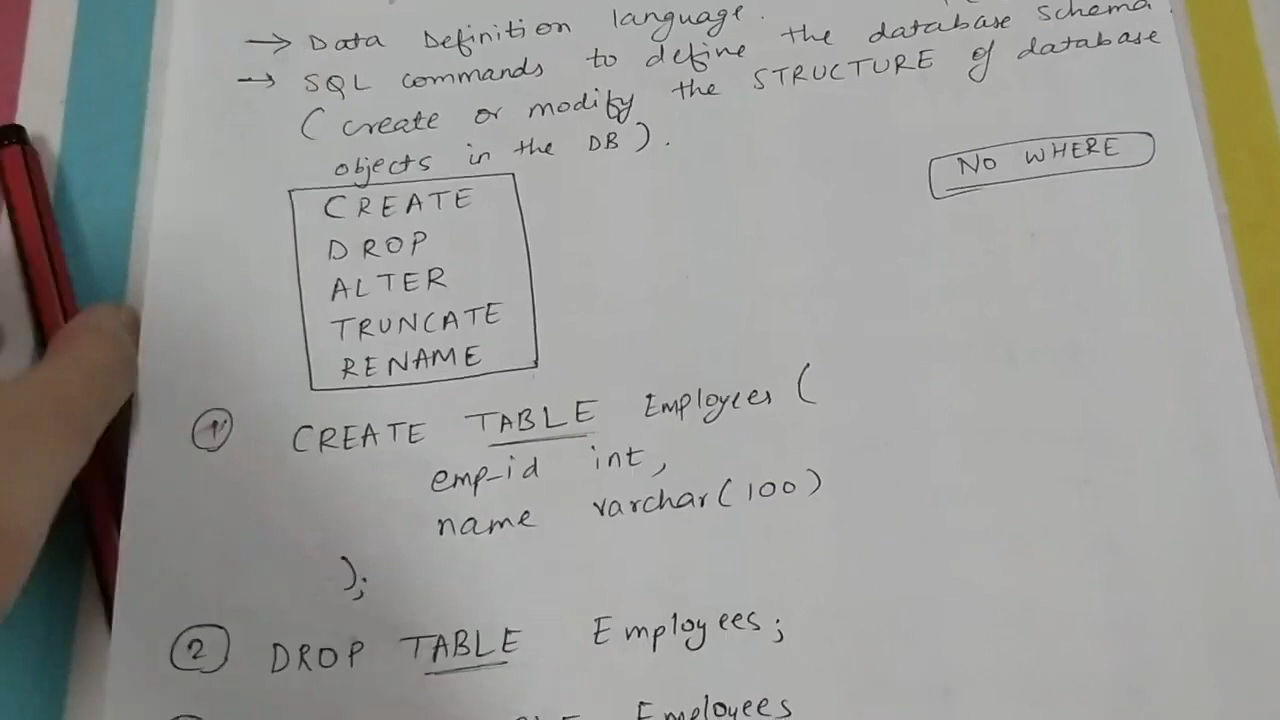 → Data Definition language.
→ SQL commands to define the database schema.
(create or modify the STRUCTURE of database
objects in the DB).
NO WHERE
CREATE
DROP
ALTER
TRUNCATE
RENAME
1 CREATE TABLE Employees (
emp_id int,
name varchar(100)
);
2 DROP TABLE Employees;
Employees